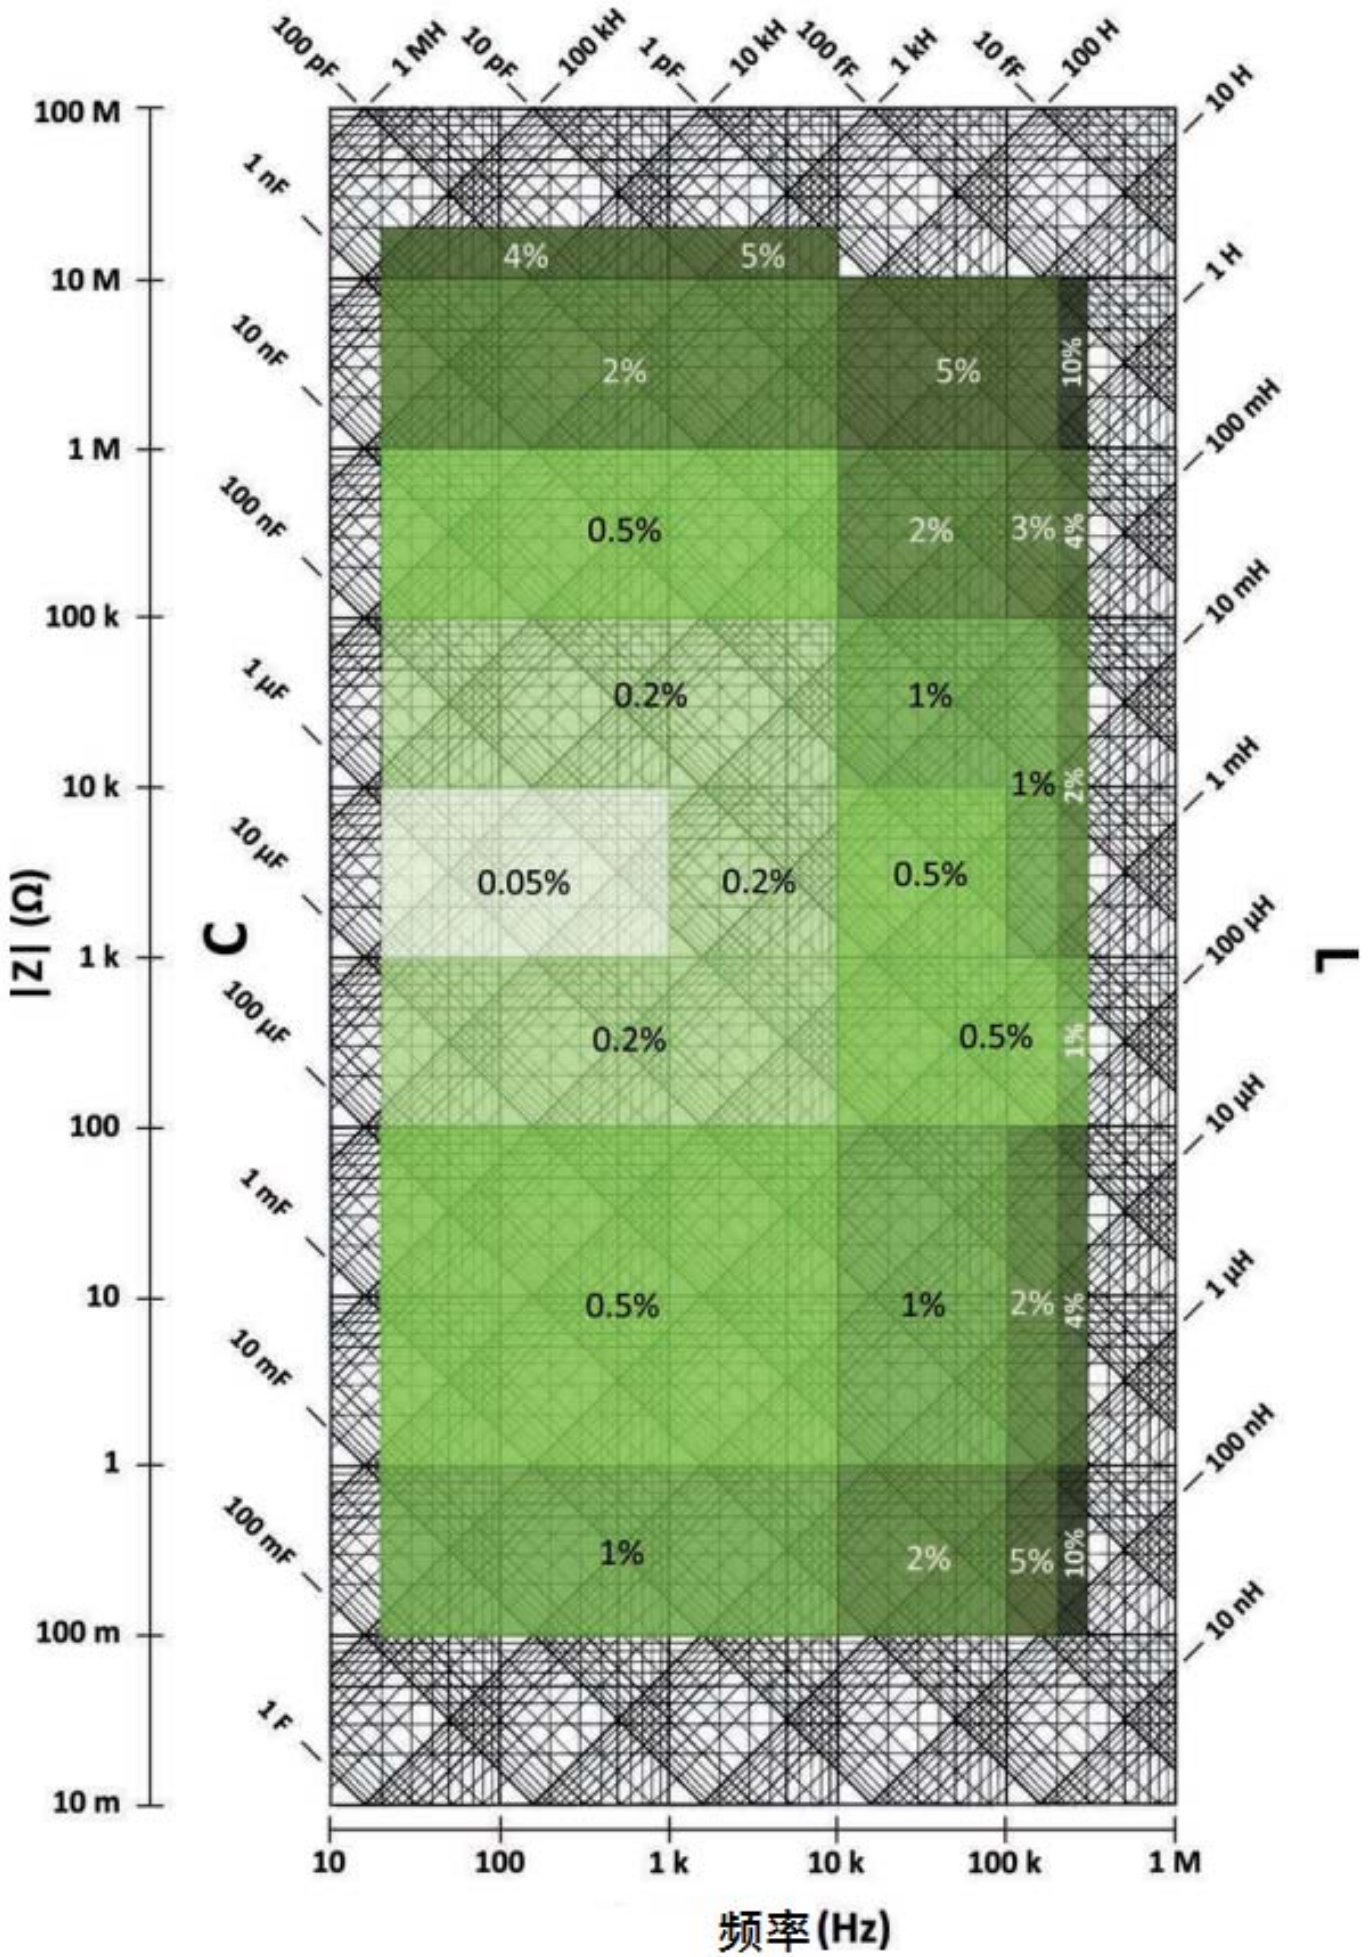 100 pF
1 MH
10 pF
100 kH
1 pF
10 kH
100 fF
1 kH
10 fF
100 H
10 H
100 M
1 nF
4%
5%
1 H
10 M
10 nF
2%
5%
10%
100 mH
1 M
100 nF
0.5%
2%
3%
4%
10 mH
100 k
1 µF
0.2%
1%
1 mH
10 k
1%
2%
10 µF
0.05%
0.2%
0.5%
100 µH
|Z| (Ω)
C
L
1 k
100 µF
0.2%
0.5%
1%
10 µH
100
1 mF
1 µH
10
0.5%
1%
2%
4%
10 mF
100 nH
1
100 mF
1%
2%
5%
10%
10 nH
100 m
1 F
10 m
10
100
1 k
10 k
100 k
1 M
频率(Hz)